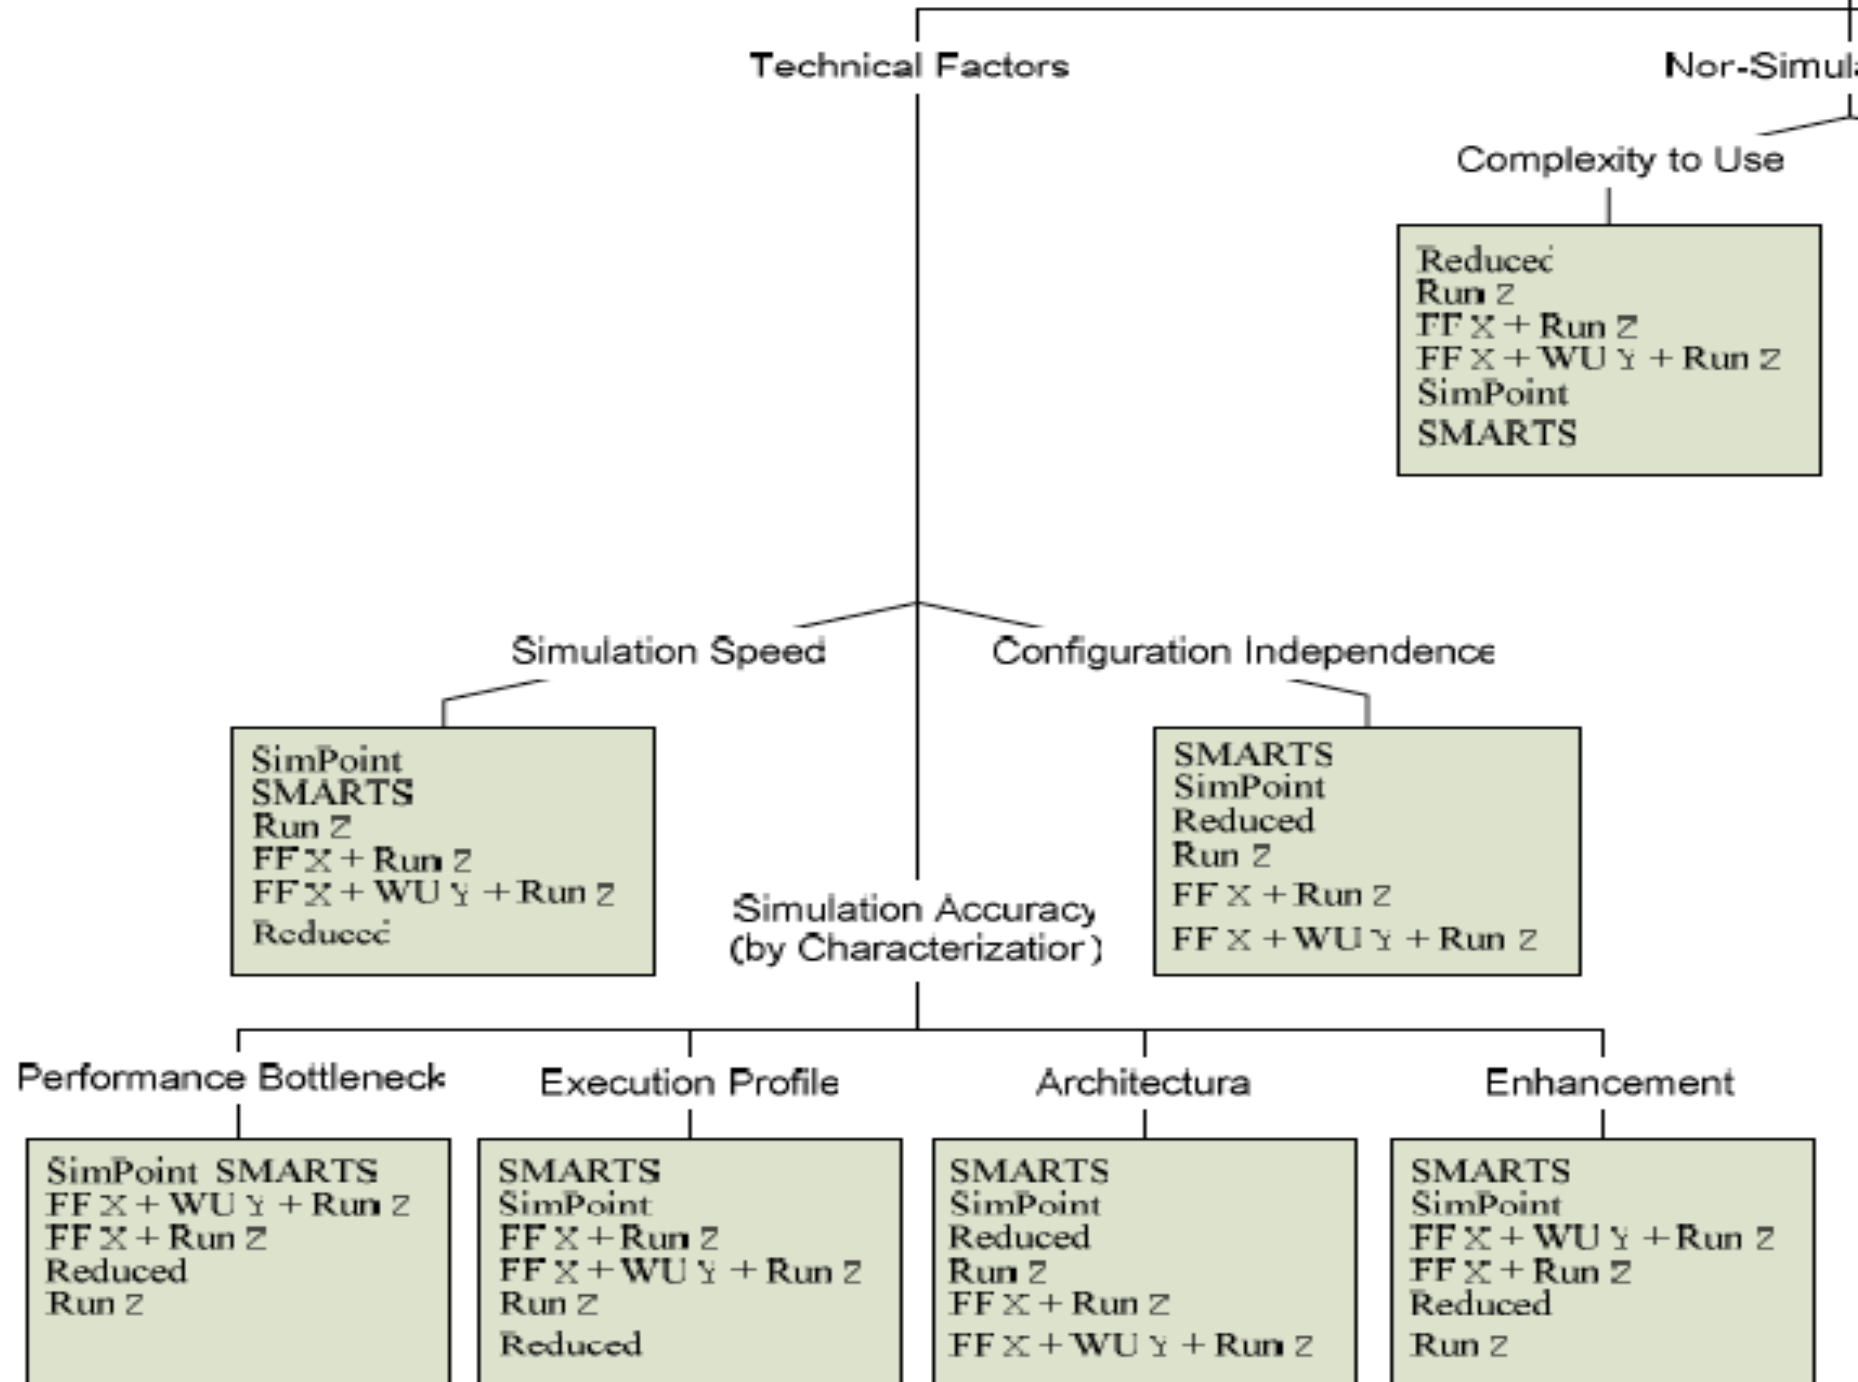 Technical Factors
Nor-Simula
Complexity to Use
Reduced
Run Z
FF X + Run Z
FF X + WU Y + Run Z
SimPoint
SMARTS
Simulation Speed
Configuration Independence
SimPoint
SMARTS
Run Z
FF X + Run Z
FF X + WU Y + Run Z
Reduced
SMARTS
SimPoint
Reduced
Run Z
FF X + Run Z
FF X + WU Y + Run Z
Simulation Accuracy
(by Characterization)
Performance Bottleneck
Execution Profile
Architectura
Enhancement
SimPoint SMARTS
FF X + WU Y + Run Z
FF X + Run Z
Reduced
Run Z
SMARTS
SimPoint
FF X + Run Z
FF X + WU Y + Run Z
Run Z
Reduced
SMARTS
SimPoint
Reduced
Run Z
FF X + Run Z
FF X + WU Y + Run Z
SMARTS
SimPoint
FF X + WU Y + Run Z
FF X + Run Z
Reduced
Run Z